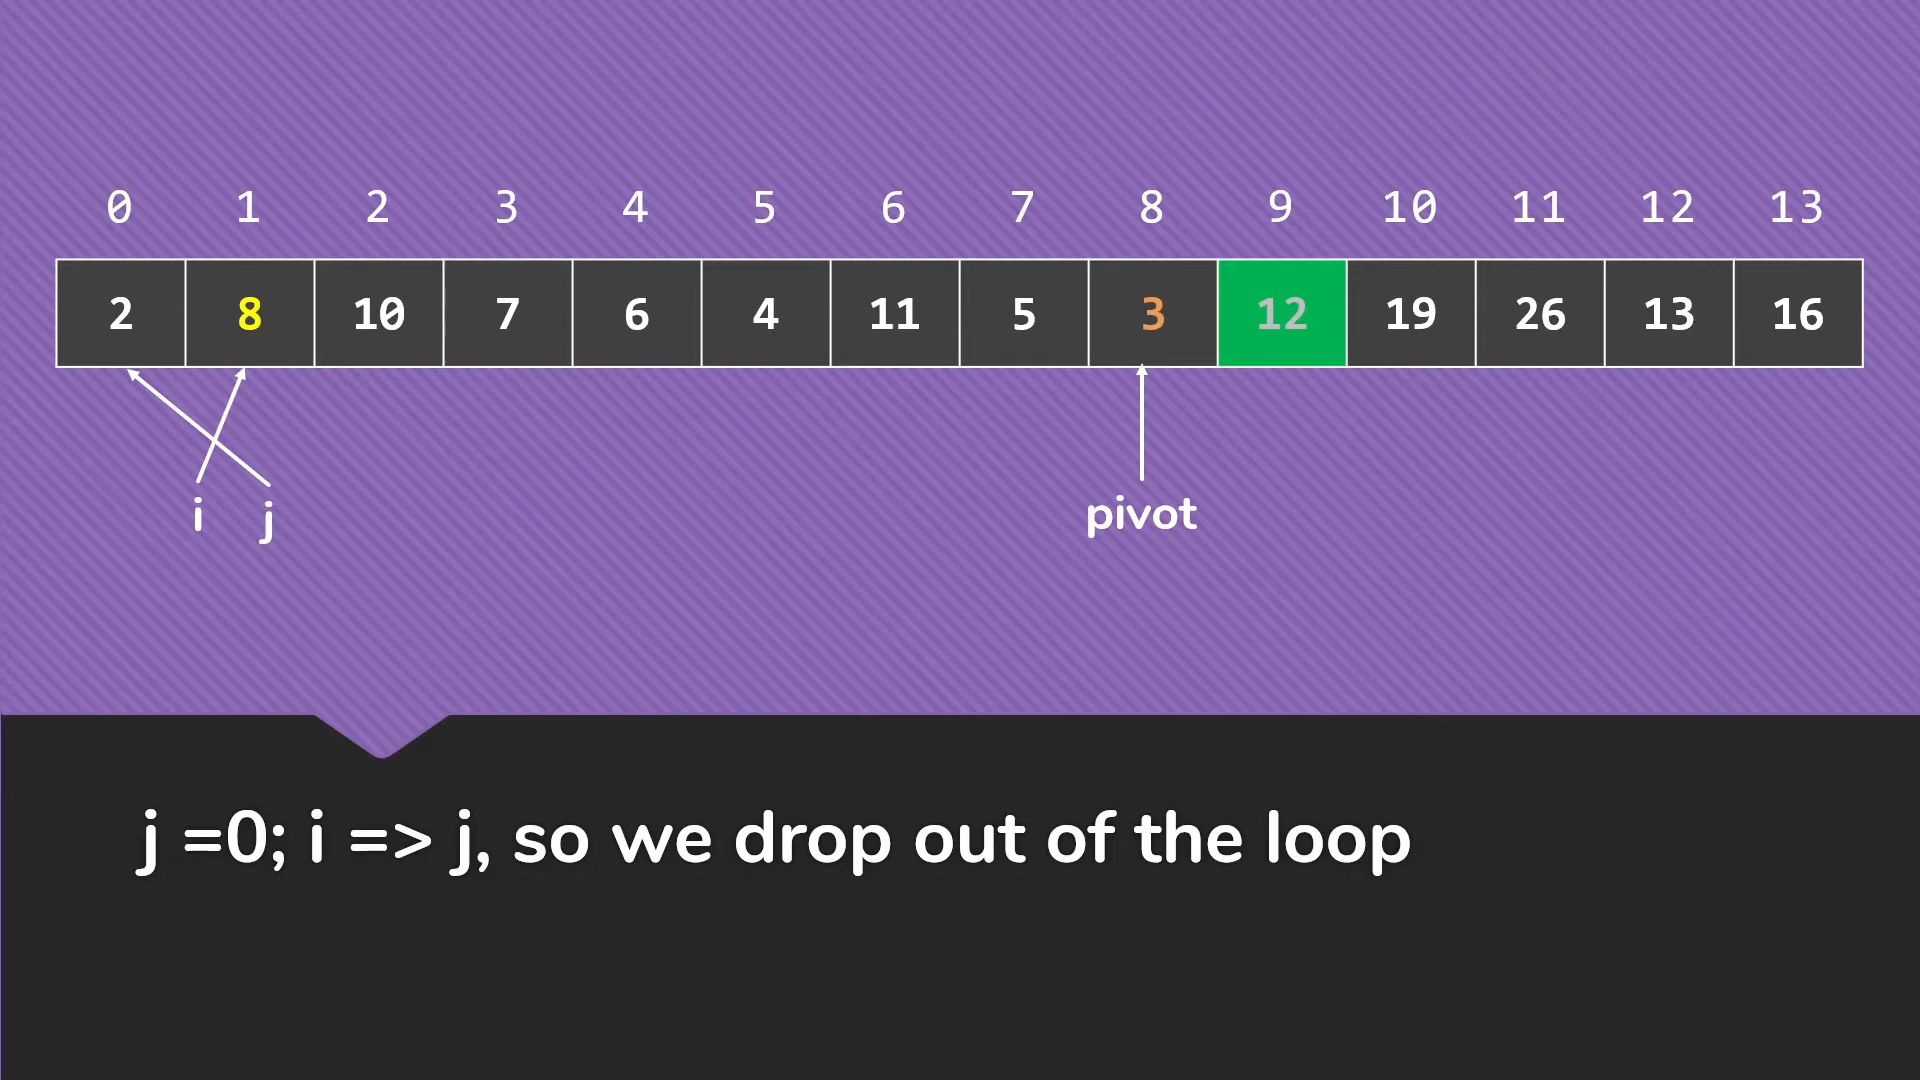 0 1 2 3 4 5 6 7 8 9 10 11 12 13
2 8 10 7 6 4 11 5 3 12 19 26 13 16
i j pivot
j =0; i => j, so we drop out of the loop